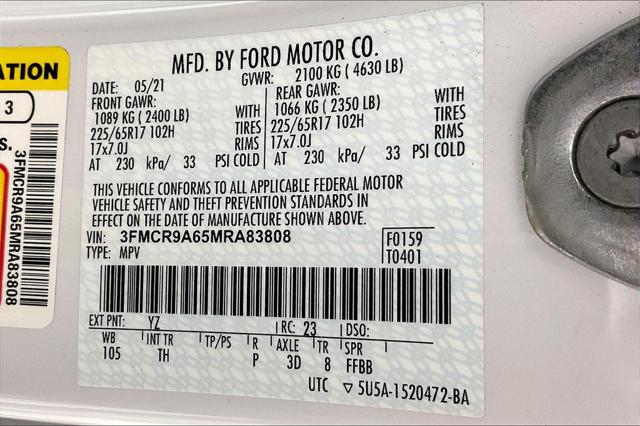 ATION
3
s.
3FMCR9A65MRA83808
MFD. BY FORD MOTOR CO.
DATE: 05/21 GVWR: 2100 KG ( 4630 LB)
FRONT GAWR: REAR GAWR:
1089 KG ( 2400 LB) WITH 1066 KG ( 2350 LB) WITH
225/65R17 102H TIRES 225/65R17 102H TIRES
17x7.0J RIMS 17x7.0J RIMS
AT 230 kPa/ 33 PSI COLD AT 230 kPa/ 33 PSI COLD
THIS VEHICLE CONFORMS TO ALL APPLICABLE FEDERAL MOTOR
VEHICLE SAFETY AND THEFT PREVENTION STANDARDS IN
EFFECT ON THE DATE OF MANUFACTURE SHOWN ABOVE.
VIN: 3FMCR9A65MRA83808 F0159
TYPE: MPV T0401
EXT PNT: YZ RC: 23 DSO:
WB INT TR TP/PS R AXLE TR SPR
105 TH P 3D 8 FFBB
UTC ▽5U5A-1520472-BA